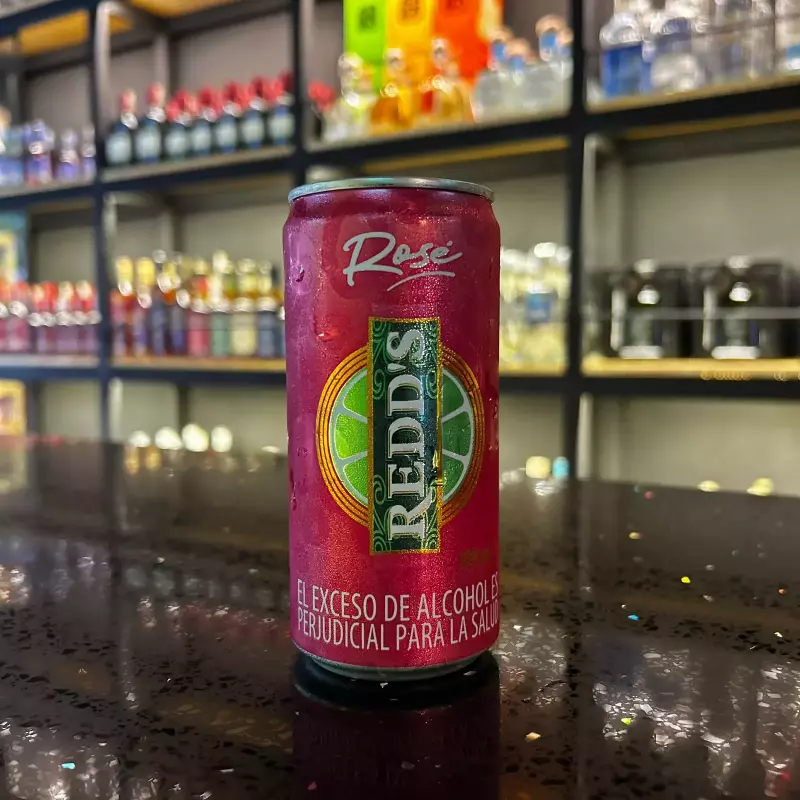 Rosé
REDD'S
EL EXCESO DE ALCOHOL ES
PERJUDICIAL PARA LA SALUD